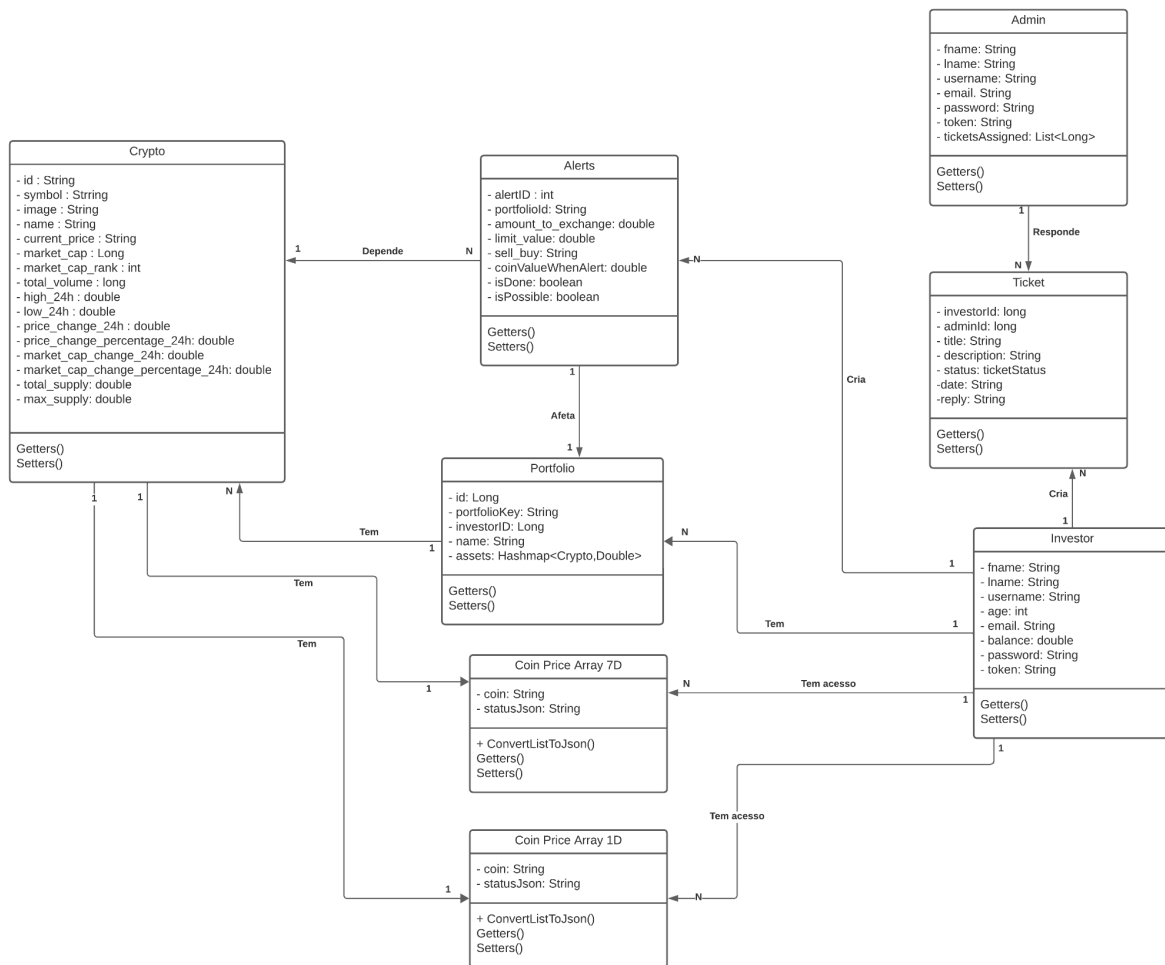 Admin
- fname: String
- lname: String
- username: String
- email. String
- password: String
- token: String
- ticketsAssigned: List<Long>
Getters()
Setters()
1
Responde
N
Crypto
- id : String
- symbol : Strring
- image : String
- name : String
- current_price : String
- market_cap : Long
- market_cap_rank : int
- total_volume : long
- high_24h : double
- low_24h : double
- price_change_24h : double
- price_change_percentage_24h: double
- market_cap_change_24h: double
- market_cap_change_percentage_24h: double
- total_supply: double
- max_supply: double
Getters()
Setters()
1
Depende
N
Alerts
- alertID : int
- portfolioId: String
- amount_to_exchange: double
- limit_value: double
- sell_buy: String
- coinValueWhenAlert: double
- isDone: boolean
- isPossible: boolean
Getters()
Setters()
N
Cria
1
1
Afeta
1
Ticket
- investorId: long
- adminId: long
- title: String
- description: String
- status: ticketStatus
-date: String
-reply: String
Getters()
Setters()
N
Cria
1
Portfolio
- id: Long
- portfolioKey: String
- investorID: Long
- name: String
- assets: Hashmap<Crypto,Double>
Getters()
Setters()
N
Tem
1
N
Tem
1
Investor
- fname: String
- lname: String
- username: String
- age: int
- email. String
- balance: double
- password: String
- token: String
Getters()
Setters()
1
Tem
1
1
Tem
1
Coin Price Array 7D
- coin: String
- statusJson: String
+ ConvertListToJson()
Getters()
Setters()
N
Tem acesso
1
Coin Price Array 1D
- coin: String
- statusJson: String
+ ConvertListToJson()
Getters()
Setters()
N
Tem acesso
1